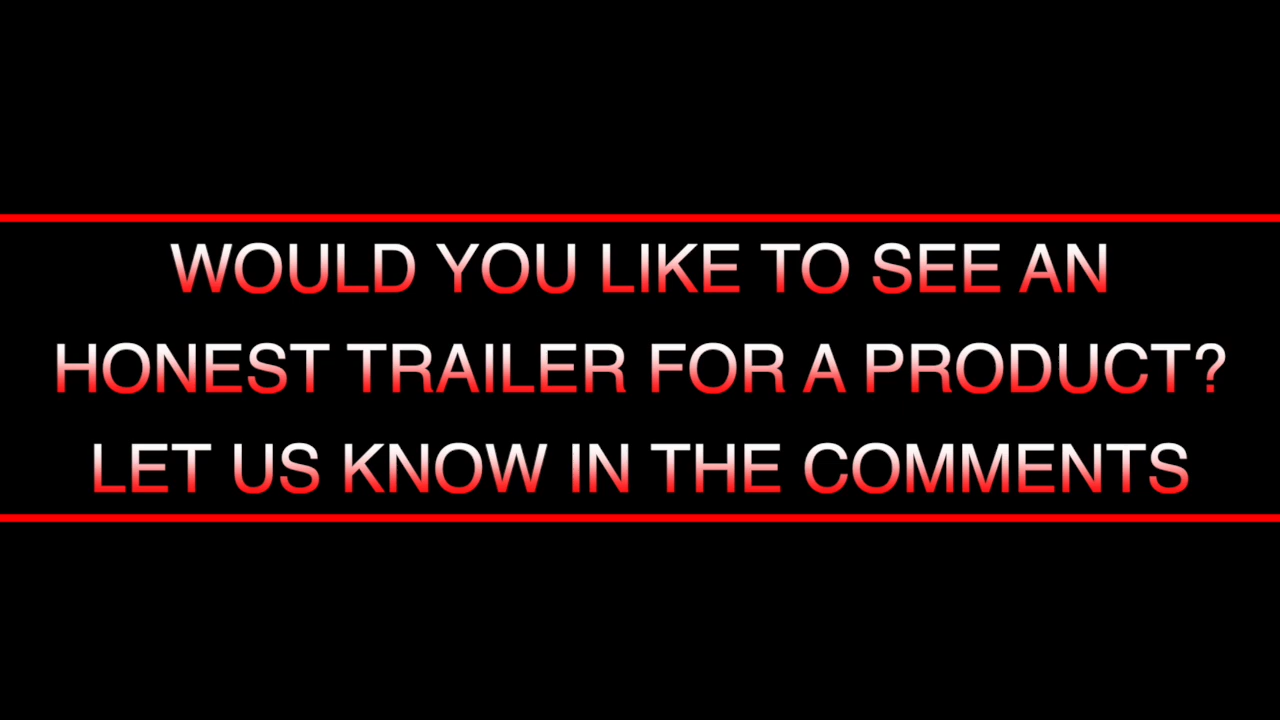 WOULD YOU LIKE TO SEE AN
HONEST TRAILER FOR A PRODUCT?
LET US KNOW IN THE COMMENTS